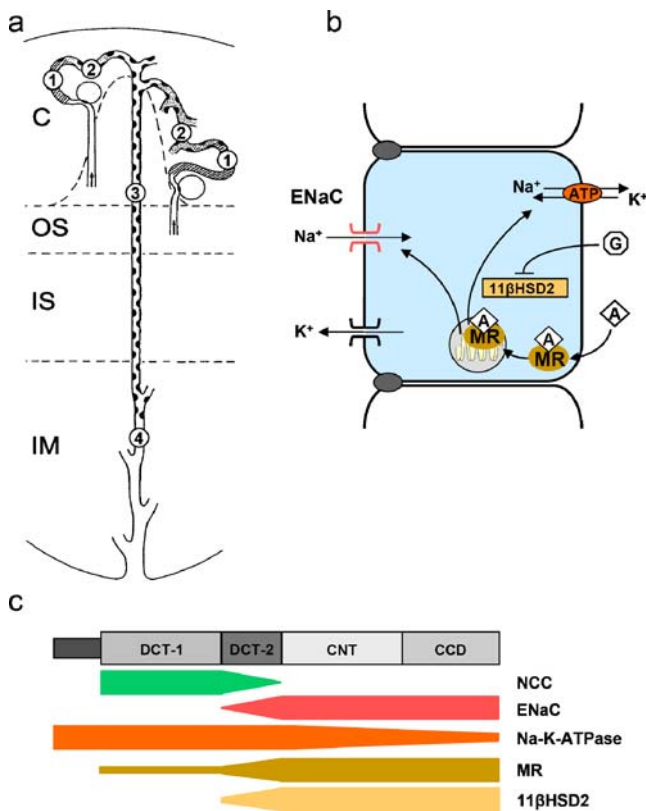 a
1
2
2
1
C
3
OS
IS
4
IM
b
ENaC
Na⁺
K⁺
Na⁺
ATP
K⁺
G
11βHSD2
A
MR
A
MR
A
c
DCT-1
DCT-2
CNT
CCD
NCC
ENaC
Na-K-ATPase
MR
11βHSD2